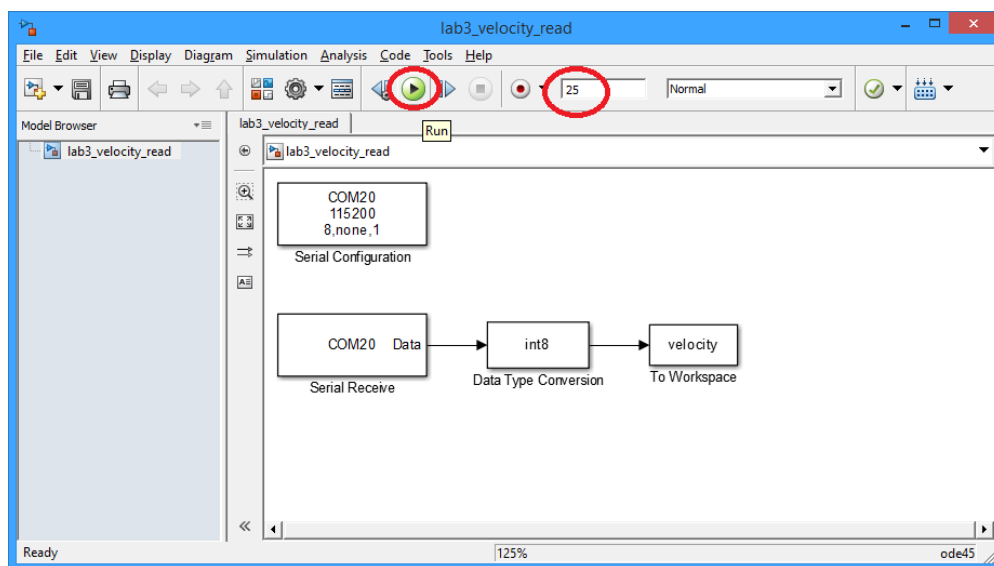 lab3_velocity_read
File Edit View Display Diagram Simulation Analysis Code Tools Help
25
Normal
Model Browser
lab3_velocity_read
Run
lab3_velocity_read
lab3_velocity_read
COM20
115200
8,none,1
Serial Configuration
COM20 Data
int8
velocity
Serial Receive
Data Type Conversion
To Workspace
Ready
125%
ode45